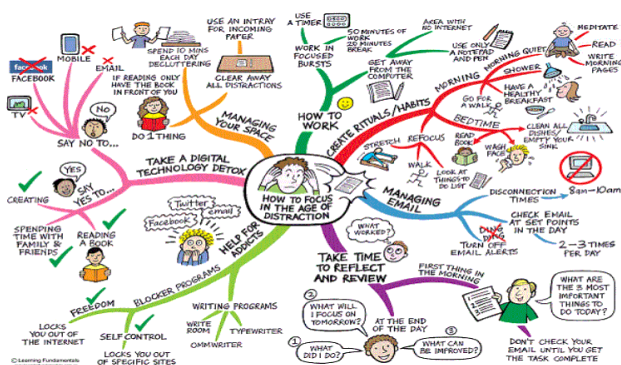 HOW TO FOCUS
IN THE AGE OF
DISTRACTION
MANAGING
YOUR SPACE
USE AN INTRAY
FOR INCOMING
PAPER
CLEAR AWAY
ALL DISTRACTIONS
SPEND 10 MINS
EACH DAY
DECLUTTERING
IF READING ONLY
HAVE THE BOOK
IN FRONT OF YOU
DO 1 THING
HOW TO
WORK
USE
A TIMER
WORK IN
FOCUSED
BURSTS
50 MINUTES OF
WORK
20 MINUTES
BREAK
GET AWAY
FROM THE
COMPUTER
AREA WITH
NO INTERNET
USE ONLY
A NOTEPAD
AND PEN
CREATE RITUALS/HABITS
MORNING
MORNING QUIET
MEDITATE
READ
WRITE
MORNING
PAGES
SHOWER
HAVE A
HEALTHY
BREAKFAST
GO FOR
A WALK
BEDTIME
CLEAN ALL
DISHES/
EMPTY YOUR
SINK
WASH
FACE
READ
BOOK
REFOCUS
STRETCH
WALK
LOOK AT
THINGS TO
DO LIST
MANAGING
EMAIL
DISCONNECTION
TIMES
8am-10am
CHECK EMAIL
AT SET POINTS
IN THE DAY
2-3 TIMES
PER DAY
DING
DING
TURN OFF
EMAIL ALERTS
TAKE TIME
TO REFLECT
AND REVIEW
WHAT
WORKED?
FIRST THING
IN THE MORNING
WHAT ARE
THE 3 MOST
IMPORTANT
THINGS TO
DO TODAY?
DON'T CHECK
YOUR
EMAIL UNTIL YOU GET
THE TASK COMPLETE
AT THE END
OF THE DAY
1
WHAT
DID I DO?
2
WHAT WILL
I FOCUS ON
TOMORROW?
3
WHAT CAN
BE IMPROVED?
HELP FOR
ADDICTS
Twitter
email
Facebook
BLOCKER PROGRAMS
FREEDOM
LOCKS YOU
OUT OF
THE INTERNET
SELF CONTROL
LOCKS YOU OUT
OF SPECIFIC SITES
WRITING PROGRAMS
WRITE
ROOM
OMMWRITER
TYPEWRITER
TAKE A DIGITAL
TECHNOLOGY DETOX
SAY NO TO...
NO
MOBILE
EMAIL
facebook
FACEBOOK
TV
SAY
YES TO...
YES
CREATING
SPENDING
TIME WITH
FAMILY &
FRIENDS
READING
A BOOK
© Learning Fundamentals